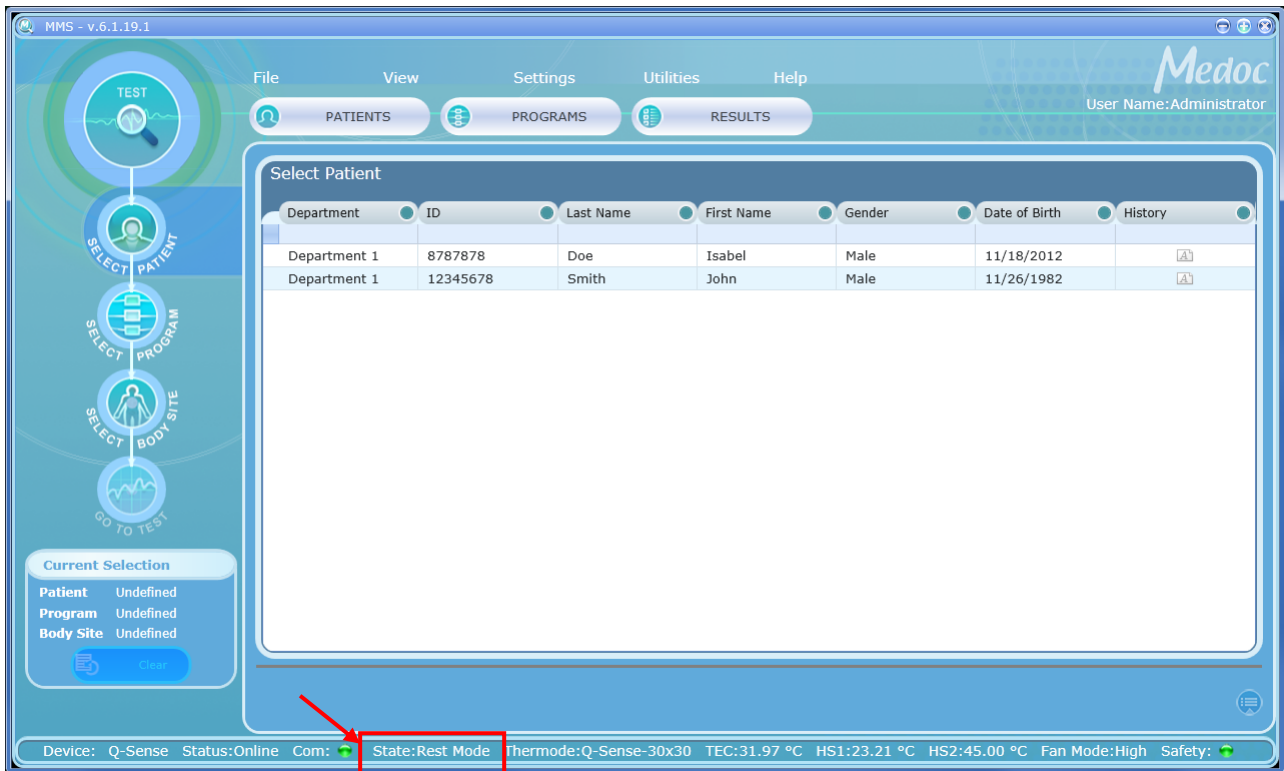 MMS - v.6.1.19.1
Medoc
User Name:Administrator
File View Settings Utilities Help
PATIENTS PROGRAMS RESULTS
TEST
SELECT PATIENT
SELECT PROGRAM
SELECT BODY SITE
GO TO TEST
Select Patient
Department ID Last Name First Name Gender Date of Birth History
Department 1 8787878 Doe Isabel Male 11/18/2012 A
Department 1 12345678 Smith John Male 11/26/1982 A
Current Selection
Patient Undefined
Program Undefined
Body Site Undefined
Clear
Device: Q-Sense Status:Online Com: State:Rest Mode Thermode:Q-Sense-30x30 TEC:31.97 ºC HS1:23.21 ºC HS2:45.00 ºC Fan Mode:High Safety: